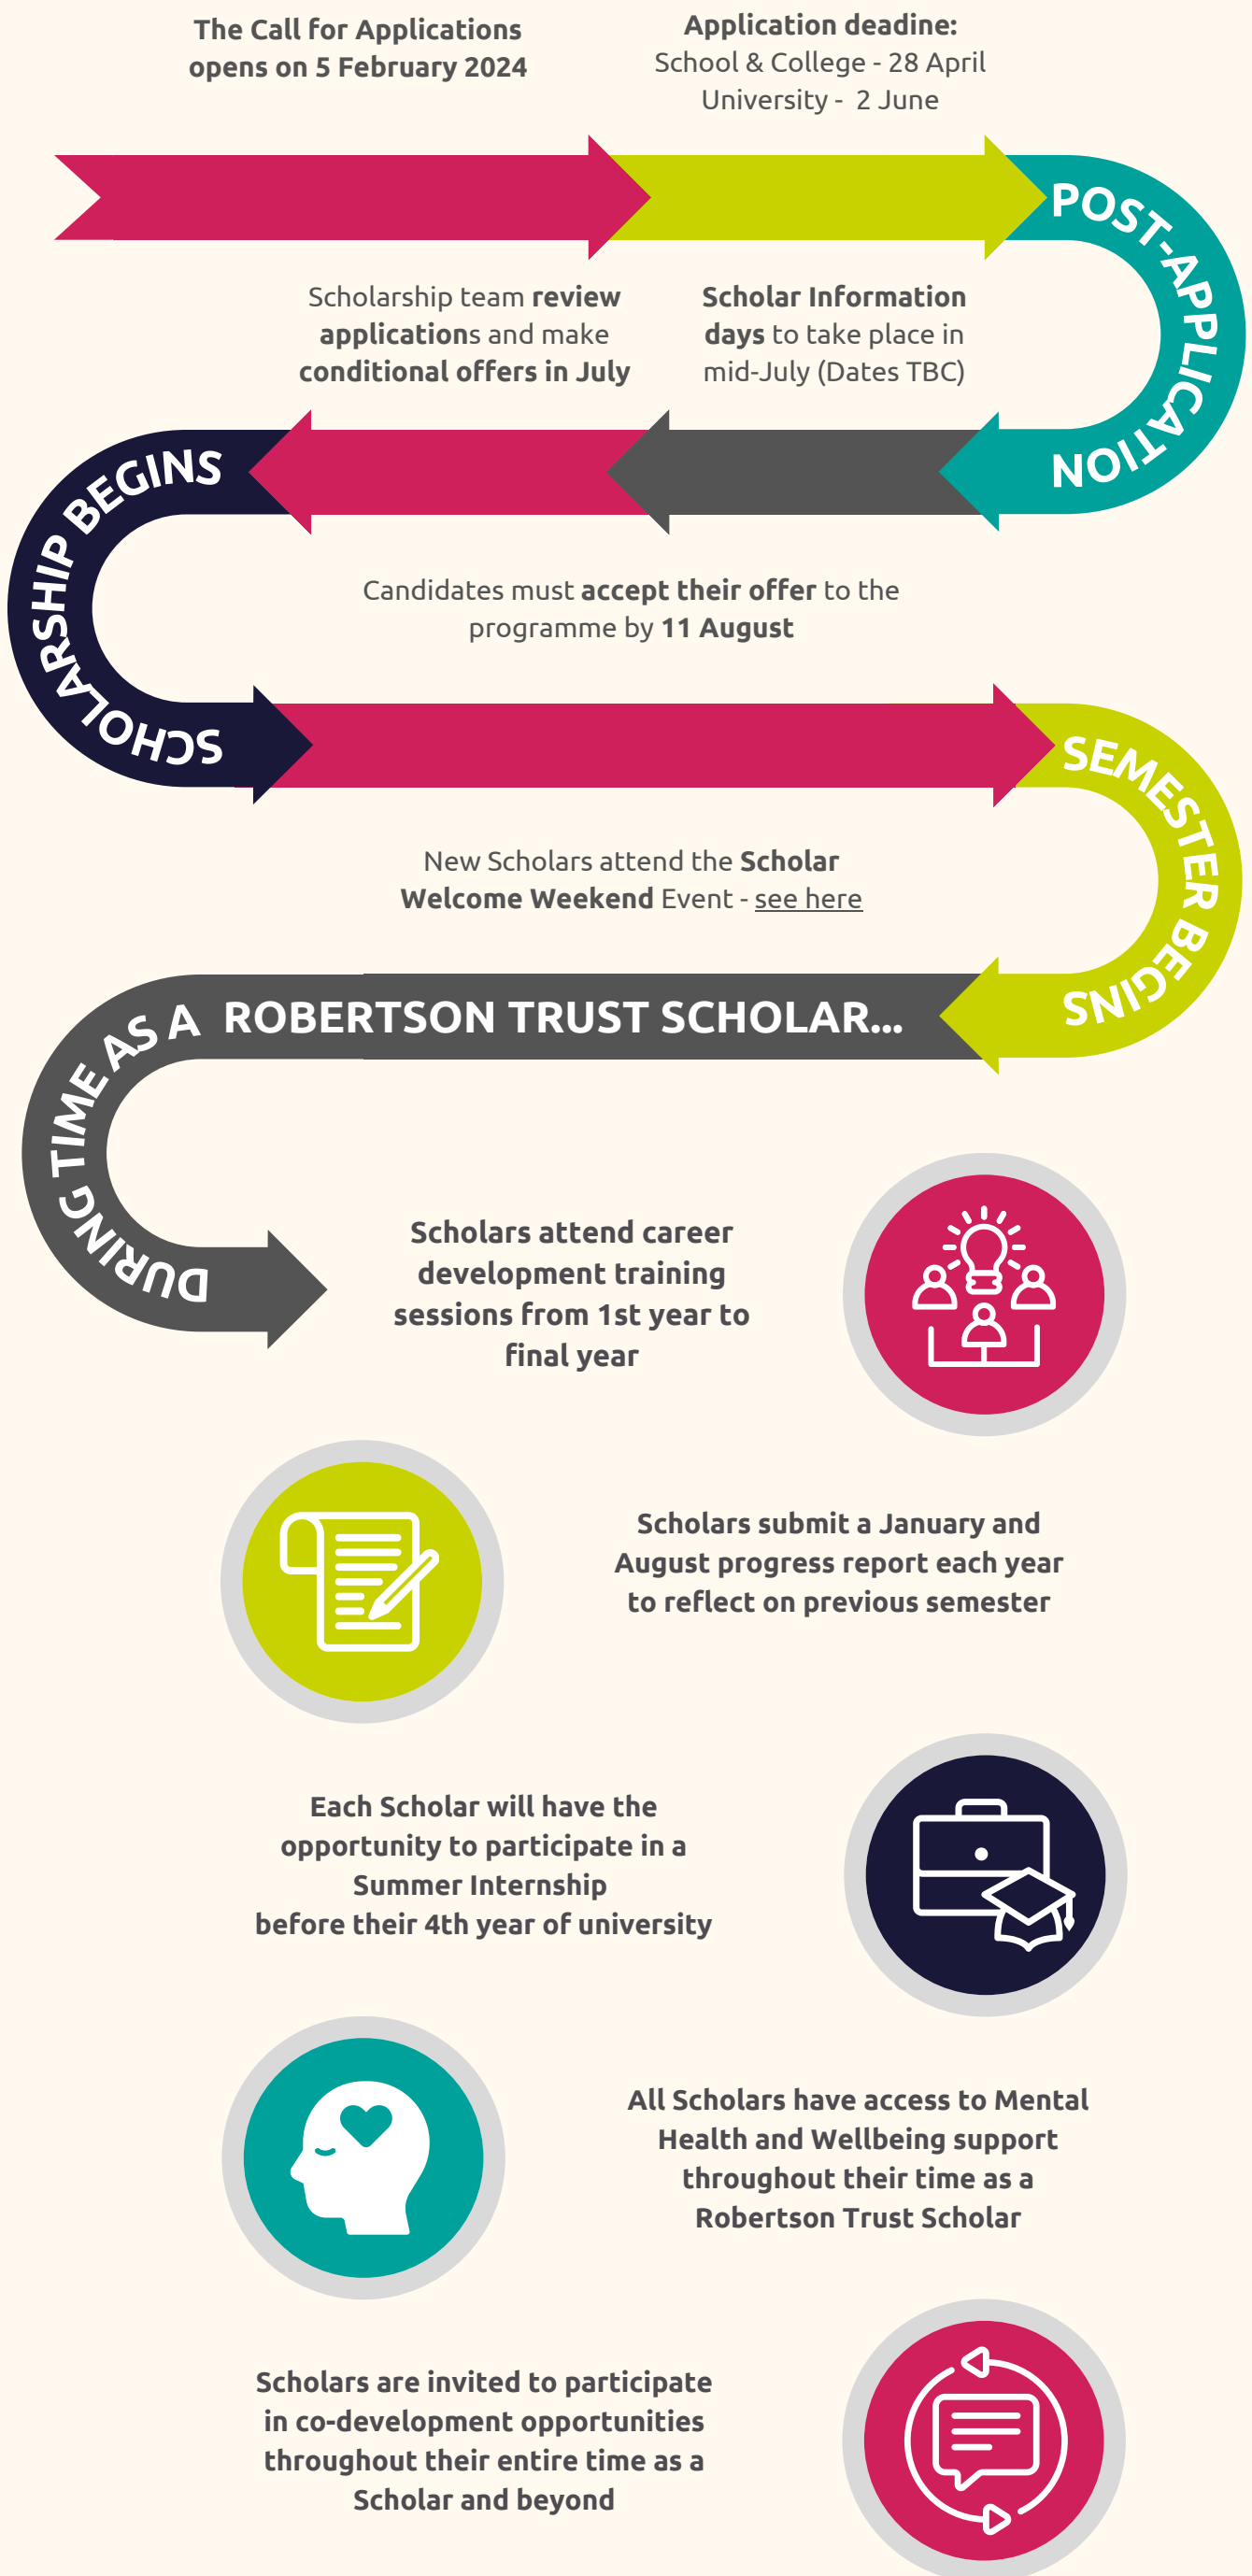 The Call for Applications
opens on 5 February 2024
Application deadine:
School & College - 28 April
University - 2 June
POST-APPLICATION
Scholar Information
days to take place in
mid-July (Dates TBC)
Scholarship team review
applications and make
conditional offers in July
SCHOLARSHIP BEGINS
Candidates must accept their offer to the
programme by 11 August
SEMESTER BEGINS
New Scholars attend the Scholar
Welcome Weekend Event - see here
DURING TIME AS A ROBERTSON TRUST SCHOLAR...
Scholars attend career
development training
sessions from 1st year to
final year
Scholars submit a January and
August progress report each year
to reflect on previous semester
Each Scholar will have the
opportunity to participate in a
Summer Internship
before their 4th year of university
All Scholars have access to Mental
Health and Wellbeing support
throughout their time as a
Robertson Trust Scholar
Scholars are invited to participate
in co-development opportunities
throughout their entire time as a
Scholar and beyond